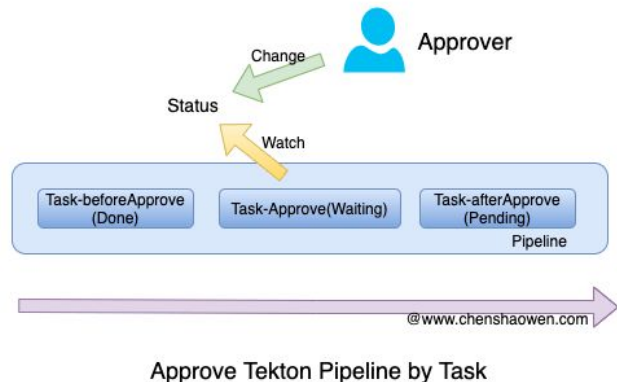 Approver
Change
Status
Watch
Task-beforeApprove
(Done)
Task-Approve(Waiting)
Task-afterApprove
(Pending)
Pipeline
@www.chenshaowen.com
Approve Tekton Pipeline by Task